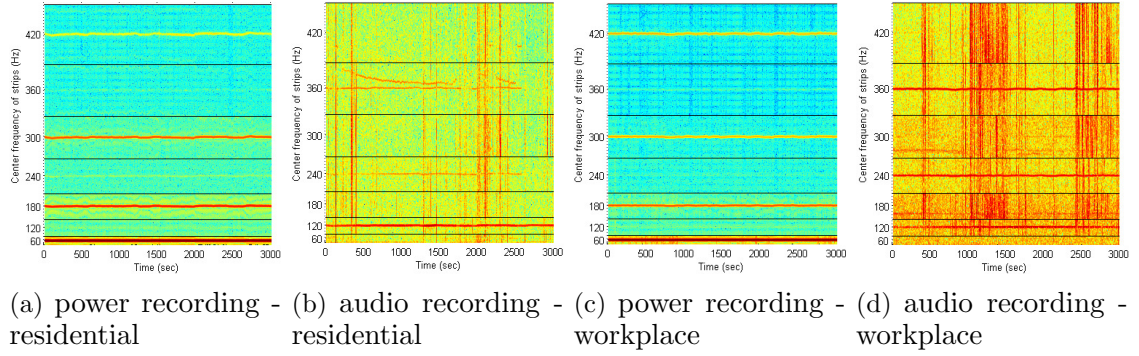 Center frequency of strips (Hz)
420
360
300
240
180
120
60
0 500 1000 1500 2000 2500 3000
Time (sec)
Center frequency of strips (Hz)
420
360
300
240
180
120
60
0 500 1000 1500 2000 2500 3000
Time (sec)
Center frequency of strips (Hz)
420
360
300
240
180
120
60
0 500 1000 1500 2000 2500 3000
Time (sec)
Center frequency of strips (Hz)
420
360
300
240
180
120
60
0 500 1000 1500 2000 2500 3000
Time (sec)
(a) power recording -
residential
(b) audio recording -
residential
(c) power recording -
workplace
(d) audio recording -
workplace